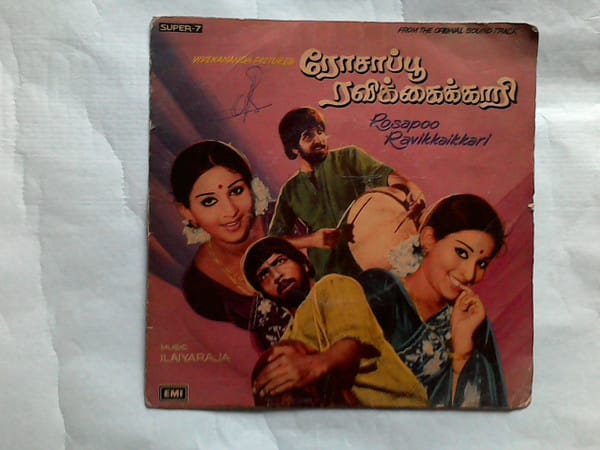 SUPER-7
FROM THE ORIGINAL SOUND TRACK
VIVEKANANDA PICTURES
ரோசாப்பூ
ரவிக்கைக்காரி
Rosapoo
Ravikkaikkari
MUSIC
ILAIYARAJA
EMI